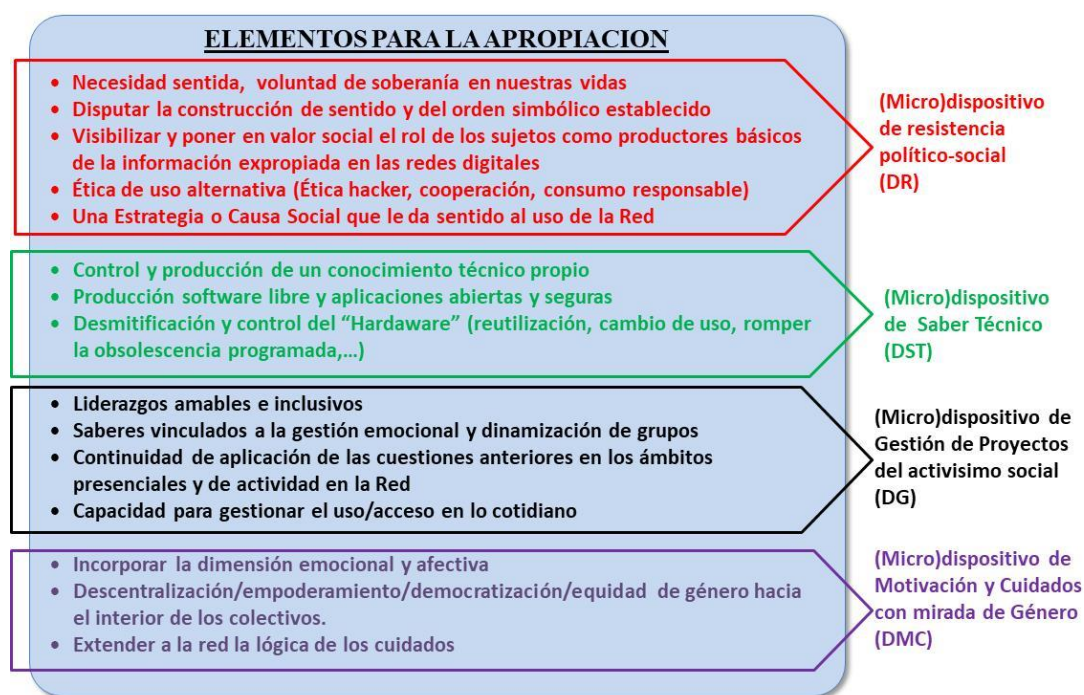 ELEMENTOS PARA LA APROPIACION
• Necesidad sentida, voluntad de soberanía en nuestras vidas
• Disputar la construcción de sentido y del orden simbólico establecido
• Visibilizar y poner en valor social el rol de los sujetos como productores básicos
de la información expropiada en las redes digitales
• Ética de uso alternativa (Ética hacker, cooperación, consumo responsable)
• Una Estrategia o Causa Social que le da sentido al uso de la Red
(Micro)dispositivo
de resistencia
político-social
(DR)
• Control y producción de un conocimiento técnico propio
• Producción software libre y aplicaciones abiertas y seguras
• Desmitificación y control del “Hardaware” (reutilización, cambio de uso, romper
la obsolescencia programada,…)
(Micro)dispositivo
de Saber Técnico
(DST)
• Liderazgos amables e inclusivos
• Saberes vinculados a la gestión emocional y dinamización de grupos
• Continuidad de aplicación de las cuestiones anteriores en los ámbitos
presenciales y de actividad en la Red
• Capacidad para gestionar el uso/acceso en lo cotidiano
(Micro)dispositivo de
Gestión de Proyectos
del activisimo social
(DG)
• Incorporar la dimensión emocional y afectiva
• Descentralización/empoderamiento/democratización/equidad de género hacia
el interior de los colectivos.
• Extender a la red la lógica de los cuidados
(Micro)dispositivo de
Motivación y Cuidados
con mirada de Género
(DMC)